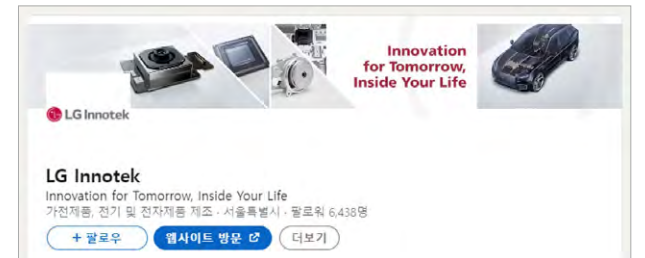 Innovation
for Tomorrow,
Inside Your Life
LG Innotek
LG Innotek
Innovation for Tomorrow, Inside Your Life
가전제품, 전기 및 전자제품 제조 · 서울특별시 · 팔로워 6,438명
+ 팔로우
웹사이트 방문
더보기